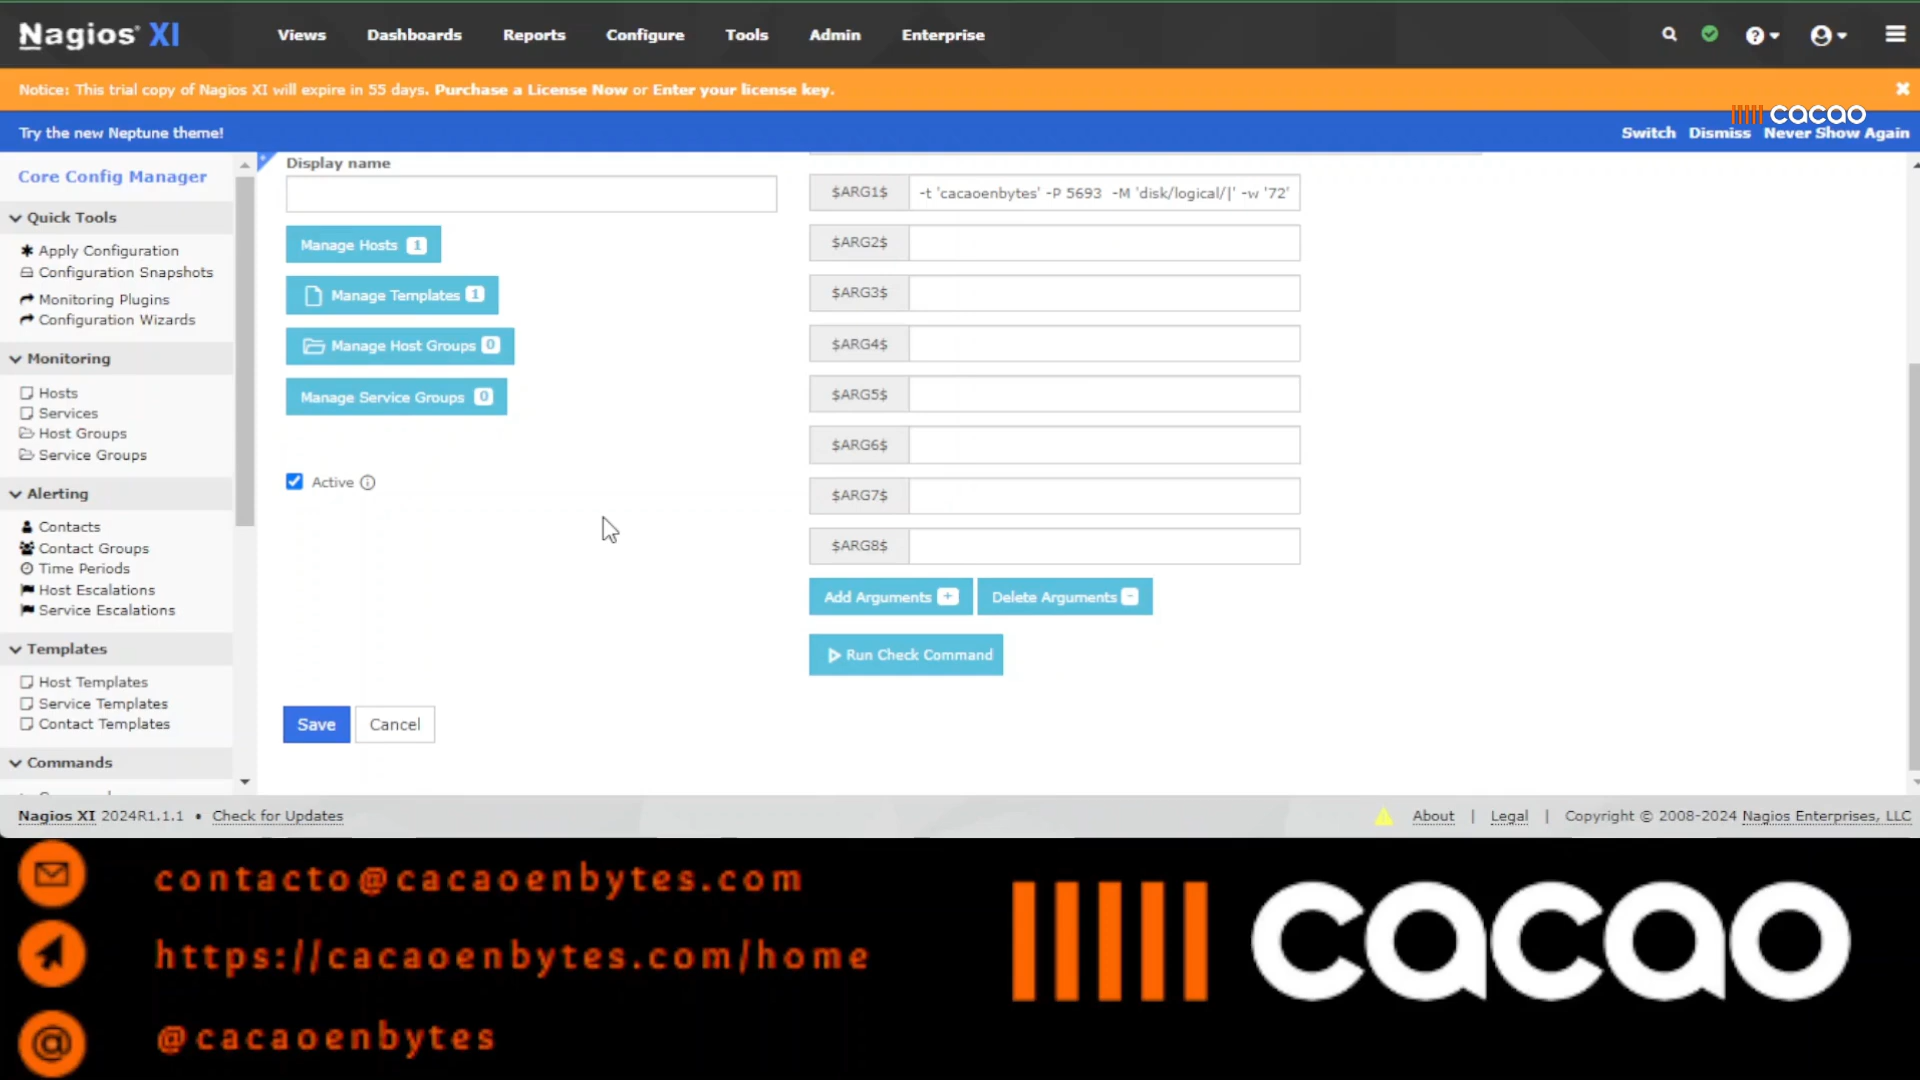 Nagios® XI
Views
Dashboards
Reports
Configure
Tools
Admin
Enterprise
Notice: This trial copy of Nagios XI will expire in 55 days. Purchase a License Now or Enter your license key.
cacao
Try the new Neptune theme!
Switch
Dismiss
Never Show Again
Core Config Manager
Quick Tools
Apply Configuration
Configuration Snapshots
Monitoring Plugins
Configuration Wizards
Monitoring
Hosts
Services
Host Groups
Service Groups
Alerting
Contacts
Contact Groups
Time Periods
Host Escalations
Service Escalations
Templates
Host Templates
Service Templates
Contact Templates
Commands
Display name
Manage Hosts 1
Manage Templates 1
Manage Host Groups 0
Manage Service Groups 0
Active
Save
Cancel
$ARG1$ -t 'cacaoenbytes' -P 5693 -M 'disk/logical/|' -w '72'
$ARG2$
$ARG3$
$ARG4$
$ARG5$
$ARG6$
$ARG7$
$ARG8$
Add Arguments +
Delete Arguments -
Run Check Command
Nagios XI 2024R1.1.1 • Check for Updates
About | Legal | Copyright © 2008-2024 Nagios Enterprises, LLC
contacto@cacaoenbytes.com
https://cacaoenbytes.com/home
@cacaoenbytes
cacao